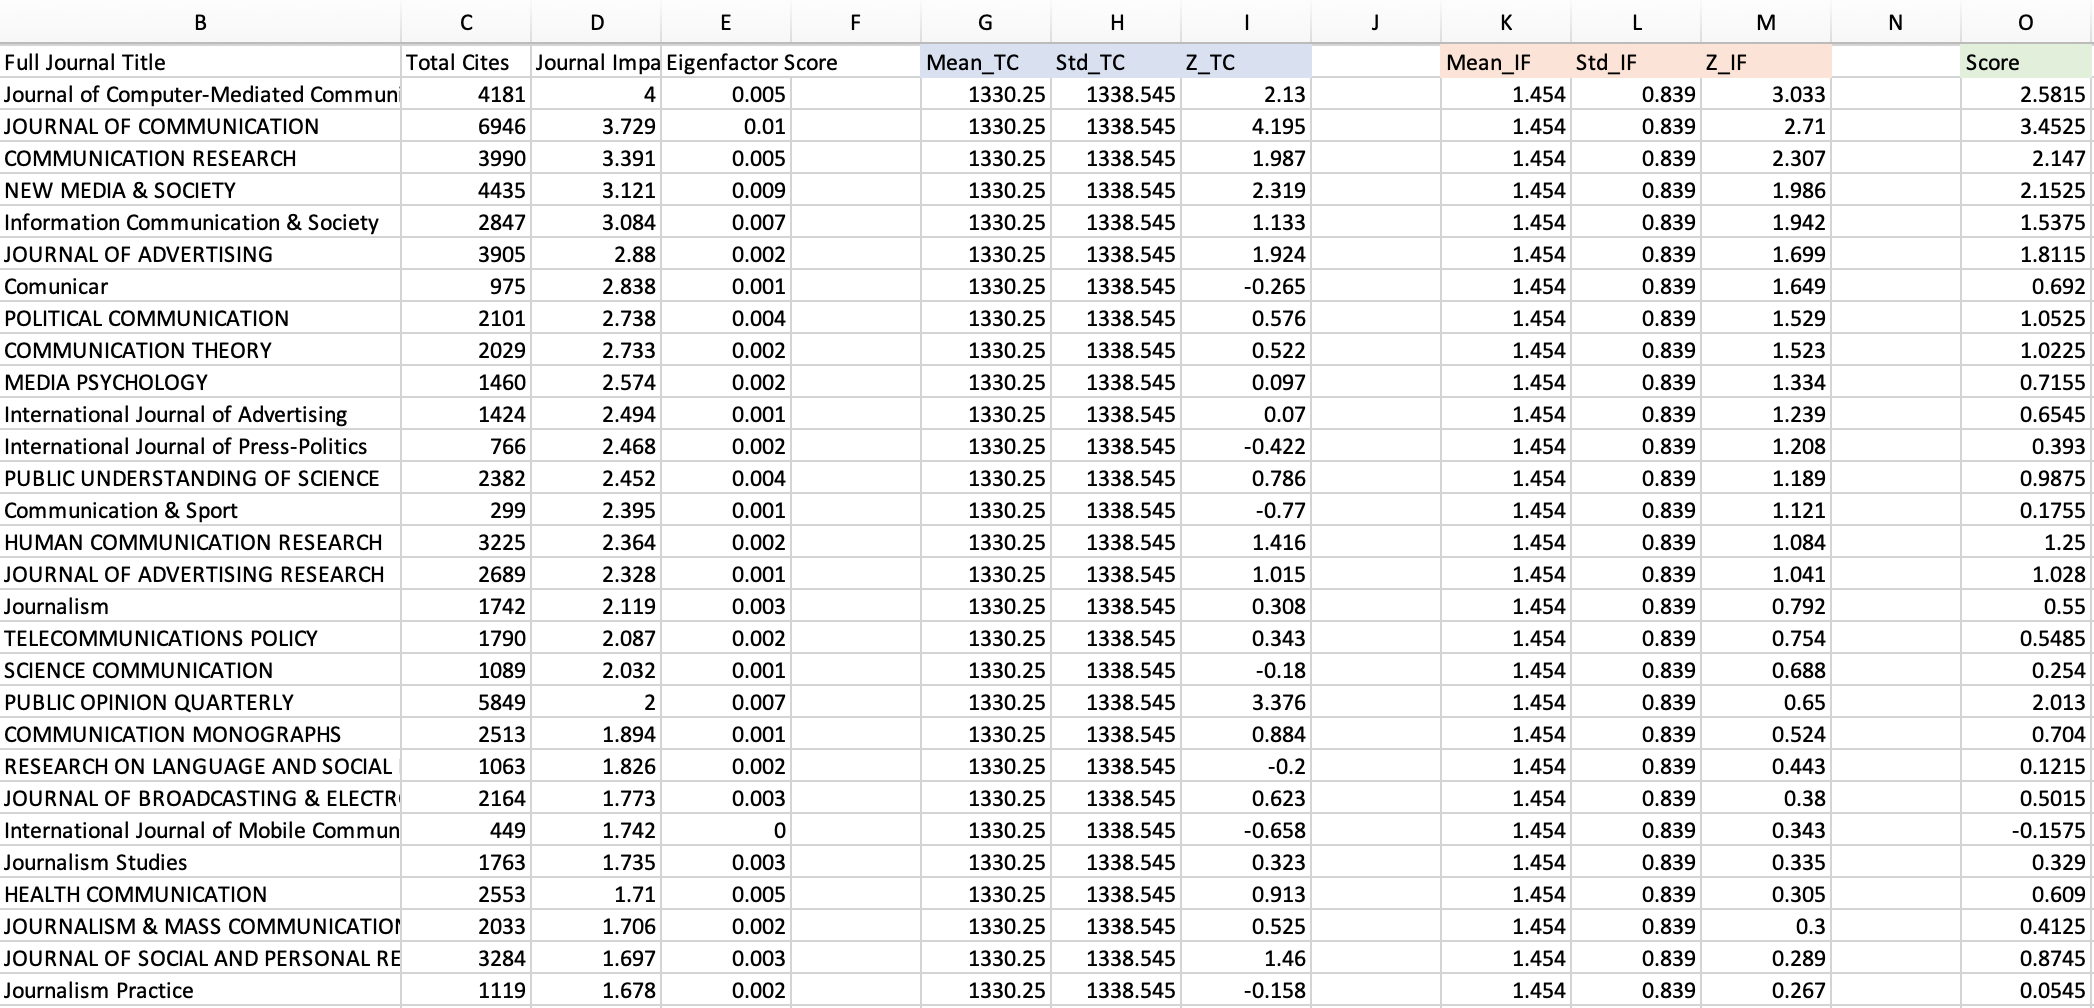 B C D E F G H I J K L M N O
Full Journal Title Total Cites Journal Impa Eigenfactor Score Mean_TC Std_TC Z_TC Mean_IF Std_IF Z_IF Score
Journal of Computer-Mediated Communi 4181 4 0.005 1330.25 1338.545 2.13 1.454 0.839 3.033 2.5815
JOURNAL OF COMMUNICATION 6946 3.729 0.01 1330.25 1338.545 4.195 1.454 0.839 2.71 3.4525
COMMUNICATION RESEARCH 3990 3.391 0.005 1330.25 1338.545 1.987 1.454 0.839 2.307 2.147
NEW MEDIA & SOCIETY 4435 3.121 0.009 1330.25 1338.545 2.319 1.454 0.839 1.986 2.1525
Information Communication & Society 2847 3.084 0.007 1330.25 1338.545 1.133 1.454 0.839 1.942 1.5375
JOURNAL OF ADVERTISING 3905 2.88 0.002 1330.25 1338.545 1.924 1.454 0.839 1.699 1.8115
Comunicar 975 2.838 0.001 1330.25 1338.545 -0.265 1.454 0.839 1.649 0.692
POLITICAL COMMUNICATION 2101 2.738 0.004 1330.25 1338.545 0.576 1.454 0.839 1.529 1.0525
COMMUNICATION THEORY 2029 2.733 0.002 1330.25 1338.545 0.522 1.454 0.839 1.523 1.0225
MEDIA PSYCHOLOGY 1460 2.574 0.002 1330.25 1338.545 0.097 1.454 0.839 1.334 0.7155
International Journal of Advertising 1424 2.494 0.001 1330.25 1338.545 0.07 1.454 0.839 1.239 0.6545
International Journal of Press-Politics 766 2.468 0.002 1330.25 1338.545 -0.422 1.454 0.839 1.208 0.393
PUBLIC UNDERSTANDING OF SCIENCE 2382 2.452 0.004 1330.25 1338.545 0.786 1.454 0.839 1.189 0.9875
Communication & Sport 299 2.395 0.001 1330.25 1338.545 -0.77 1.454 0.839 1.121 0.1755
HUMAN COMMUNICATION RESEARCH 3225 2.364 0.002 1330.25 1338.545 1.416 1.454 0.839 1.084 1.25
JOURNAL OF ADVERTISING RESEARCH 2689 2.328 0.001 1330.25 1338.545 1.015 1.454 0.839 1.041 1.028
Journalism 1742 2.119 0.003 1330.25 1338.545 0.308 1.454 0.839 0.792 0.55
TELECOMMUNICATIONS POLICY 1790 2.087 0.002 1330.25 1338.545 0.343 1.454 0.839 0.754 0.5485
SCIENCE COMMUNICATION 1089 2.032 0.001 1330.25 1338.545 -0.18 1.454 0.839 0.688 0.254
PUBLIC OPINION QUARTERLY 5849 2 0.007 1330.25 1338.545 3.376 1.454 0.839 0.65 2.013
COMMUNICATION MONOGRAPHS 2513 1.894 0.001 1330.25 1338.545 0.884 1.454 0.839 0.524 0.704
RESEARCH ON LANGUAGE AND SOCIAL 1063 1.826 0.002 1330.25 1338.545 -0.2 1.454 0.839 0.443 0.1215
JOURNAL OF BROADCASTING & ELECTR 2164 1.773 0.003 1330.25 1338.545 0.623 1.454 0.839 0.38 0.5015
International Journal of Mobile Commun 449 1.742 0 1330.25 1338.545 -0.658 1.454 0.839 0.343 -0.1575
Journalism Studies 1763 1.735 0.003 1330.25 1338.545 0.323 1.454 0.839 0.335 0.329
HEALTH COMMUNICATION 2553 1.71 0.005 1330.25 1338.545 0.913 1.454 0.839 0.305 0.609
JOURNALISM & MASS COMMUNICATION 2033 1.706 0.002 1330.25 1338.545 0.525 1.454 0.839 0.3 0.4125
JOURNAL OF SOCIAL AND PERSONAL RE 3284 1.697 0.003 1330.25 1338.545 1.46 1.454 0.839 0.289 0.8745
Journalism Practice 1119 1.678 0.002 1330.25 1338.545 -0.158 1.454 0.839 0.267 0.0545